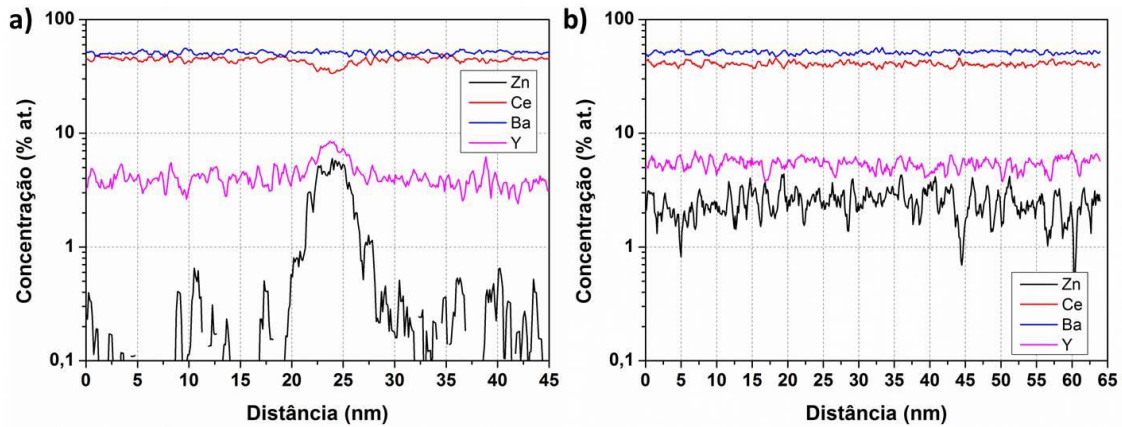 a)
Concentração (% at.)
100
10
1
0,1
Zn
Ce
Ba
Y
0 5 10 15 20 25 30 35 40 45
Distância (nm)
b)
Concentração (% at.)
100
10
1
0,1
Zn
Ce
Ba
Y
0 5 10 15 20 25 30 35 40 45 50 55 60 65
Distância (nm)